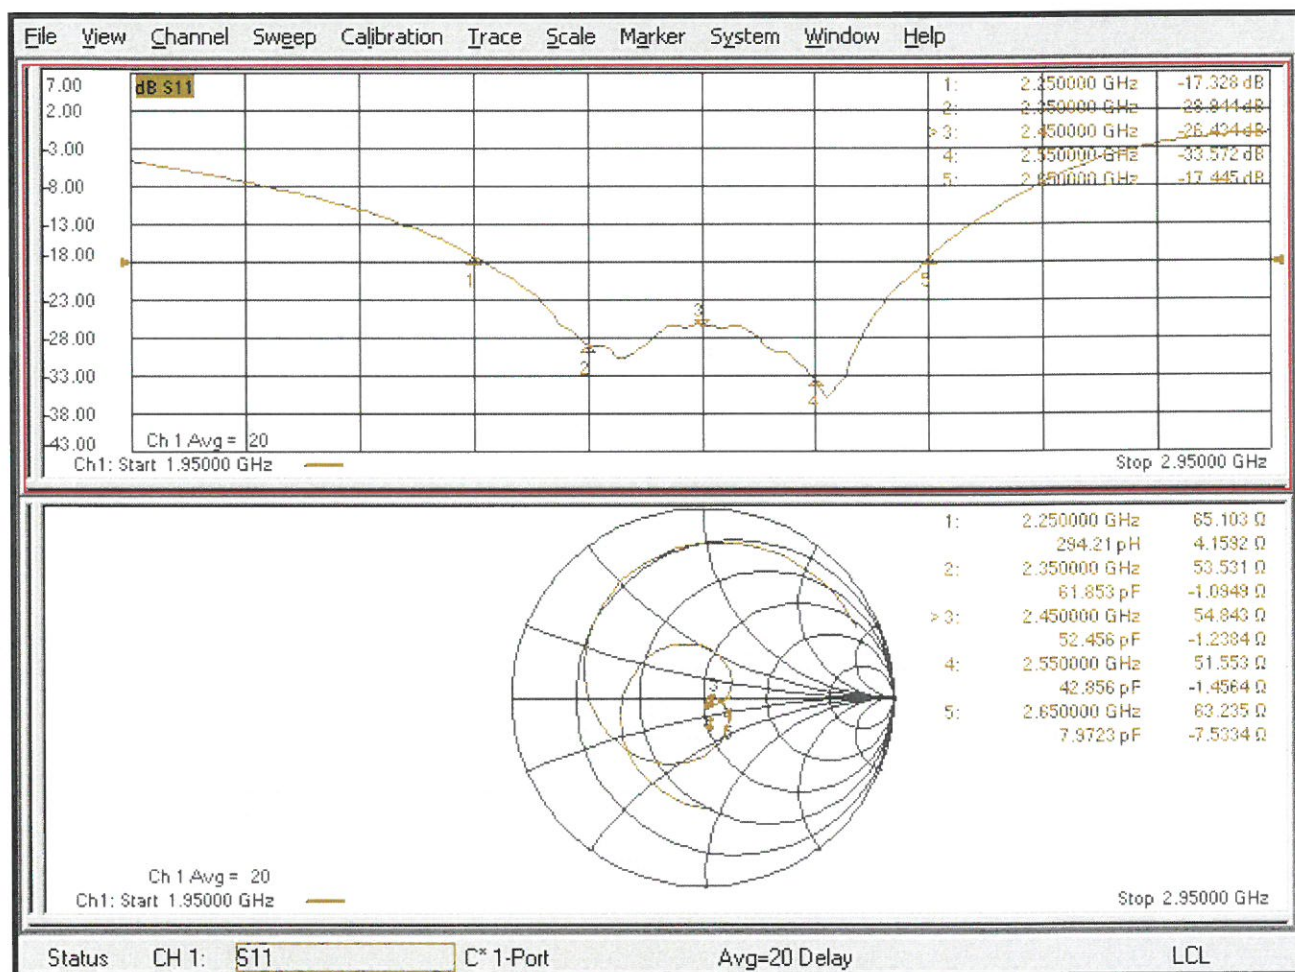 File View Channel Sweep Calibration Trace Scale Marker System Window Help
7.00
2.00
-3.00
-8.00
-13.00
-18.00
-23.00
-28.00
-33.00
-38.00
-43.00
dB S11
1: 2.250000 GHz -17.328 dB
2: 2.350000 GHz -28.844 dB
> 3: 2.450000 GHz -26.434 dB
4: 2.550000 GHz -33.572 dB
5: 2.650000 GHz -17.445 dB
1
2
3
4
5
Ch 1 Avg = 20
Ch1: Start 1.95000 GHz
Stop 2.95000 GHz
1: 2.250000 GHz 65.103 Ω
294.21 pH 4.1592 Ω
2: 2.350000 GHz 53.531 Ω
61.853 pF -1.0949 Ω
> 3: 2.450000 GHz 54.843 Ω
52.456 pF -1.2384 Ω
4: 2.550000 GHz 51.553 Ω
42.856 pF -1.4564 Ω
5: 2.650000 GHz 63.235 Ω
7.9723 pF -7.5334 Ω
Ch 1 Avg = 20
Ch1: Start 1.95000 GHz
Stop 2.95000 GHz
Status CH 1: S11 C* 1-Port Avg=20 Delay LCL